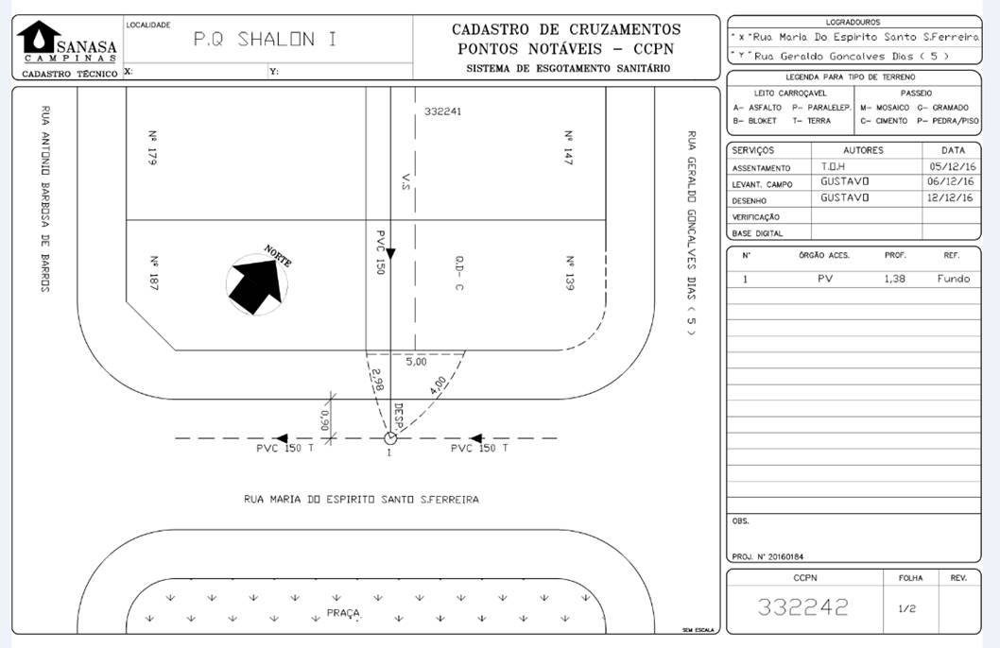 SANASA
CAMPINAS
CADASTRO TÉCNICO
LOCALIDADE
P.Q SHALON I
X:
Y:
CADASTRO DE CRUZAMENTOS
PONTOS NOTÁVEIS – CCPN
SISTEMA DE ESGOTAMENTO SANITÁRIO
LOGRADOUROS
" X "Rua Maria Do Espirito Santo S.Ferreira
" Y "Rua Geraldo Goncalves Dias ( 5 )
LEGENDA PARA TIPO DE TERRENO
LEITO CARROÇAVEL
PASSEIO
A– ASFALTO P– PARALELEP.
M– MOSAICO G– GRAMADO
B– BLOKET T– TERRA
C– CIMENTO P– PEDRA/PISO
SERVIÇOS AUTORES DATA
ASSENTAMENTO T.O.H 05/12/16
LEVANT. CAMPO GUSTAVO 06/12/16
DESENHO GUSTAVO 12/12/16
VERIFICAÇÃO
BASE DIGITAL
N° ÓRGÃO ACES. PROF. REF.
1 PV 1,38 Fundo
OBS.
PROJ. N° 20160184
CCPN FOLHA REV.
332242 1/2
RUA ANTONIO BARBOSA DE BARROS
Nº 179
332241
V.S
Nº 147
RUA GERALDO GONCALVES DIAS ( 5 )
Nº 187
NORTE
PVC 150
Q.D- C
Nº 139
5,00
2,98
4,00
DESP.
0,90
PVC 150 T
1
PVC 150 T
RUA MARIA DO ESPIRITO SANTO S.FERREIRA
PRAÇA
SEM ESCALA